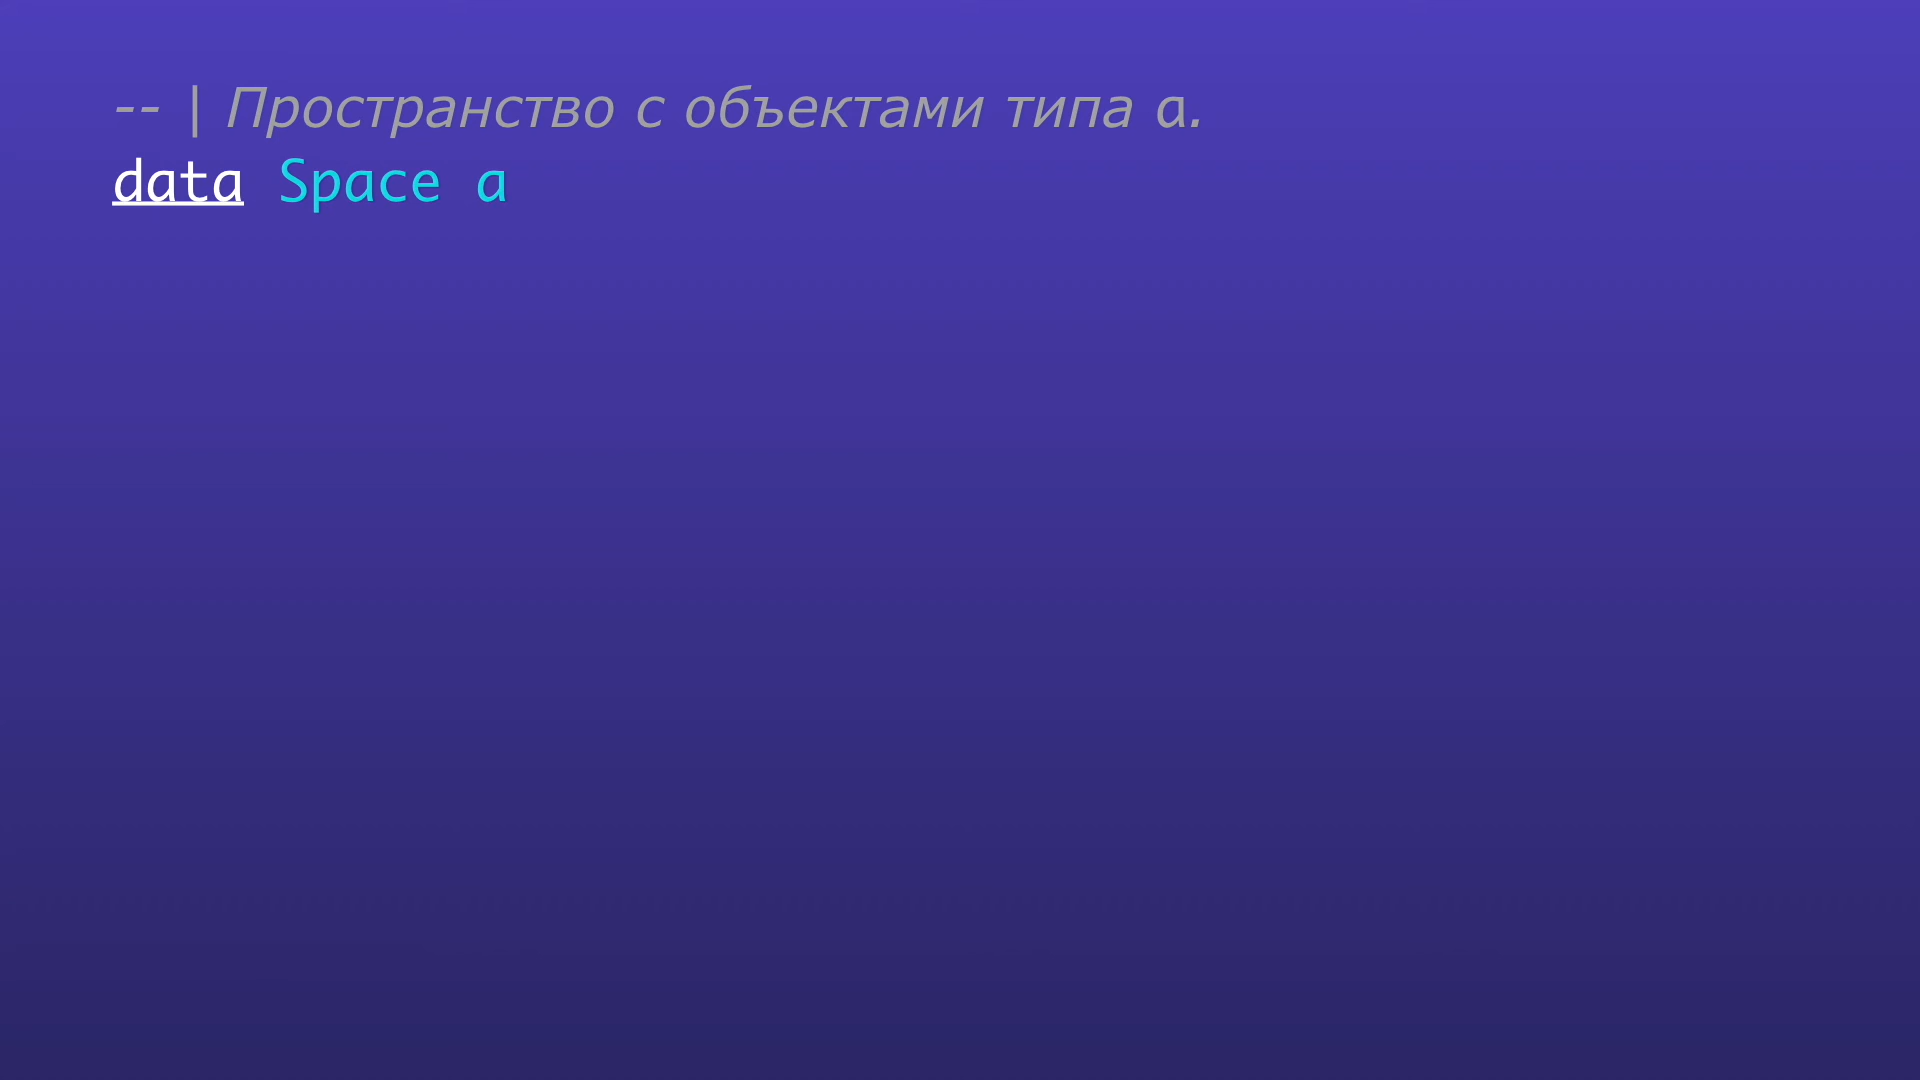 -- | Пространство с объектами типа a.
data Space a